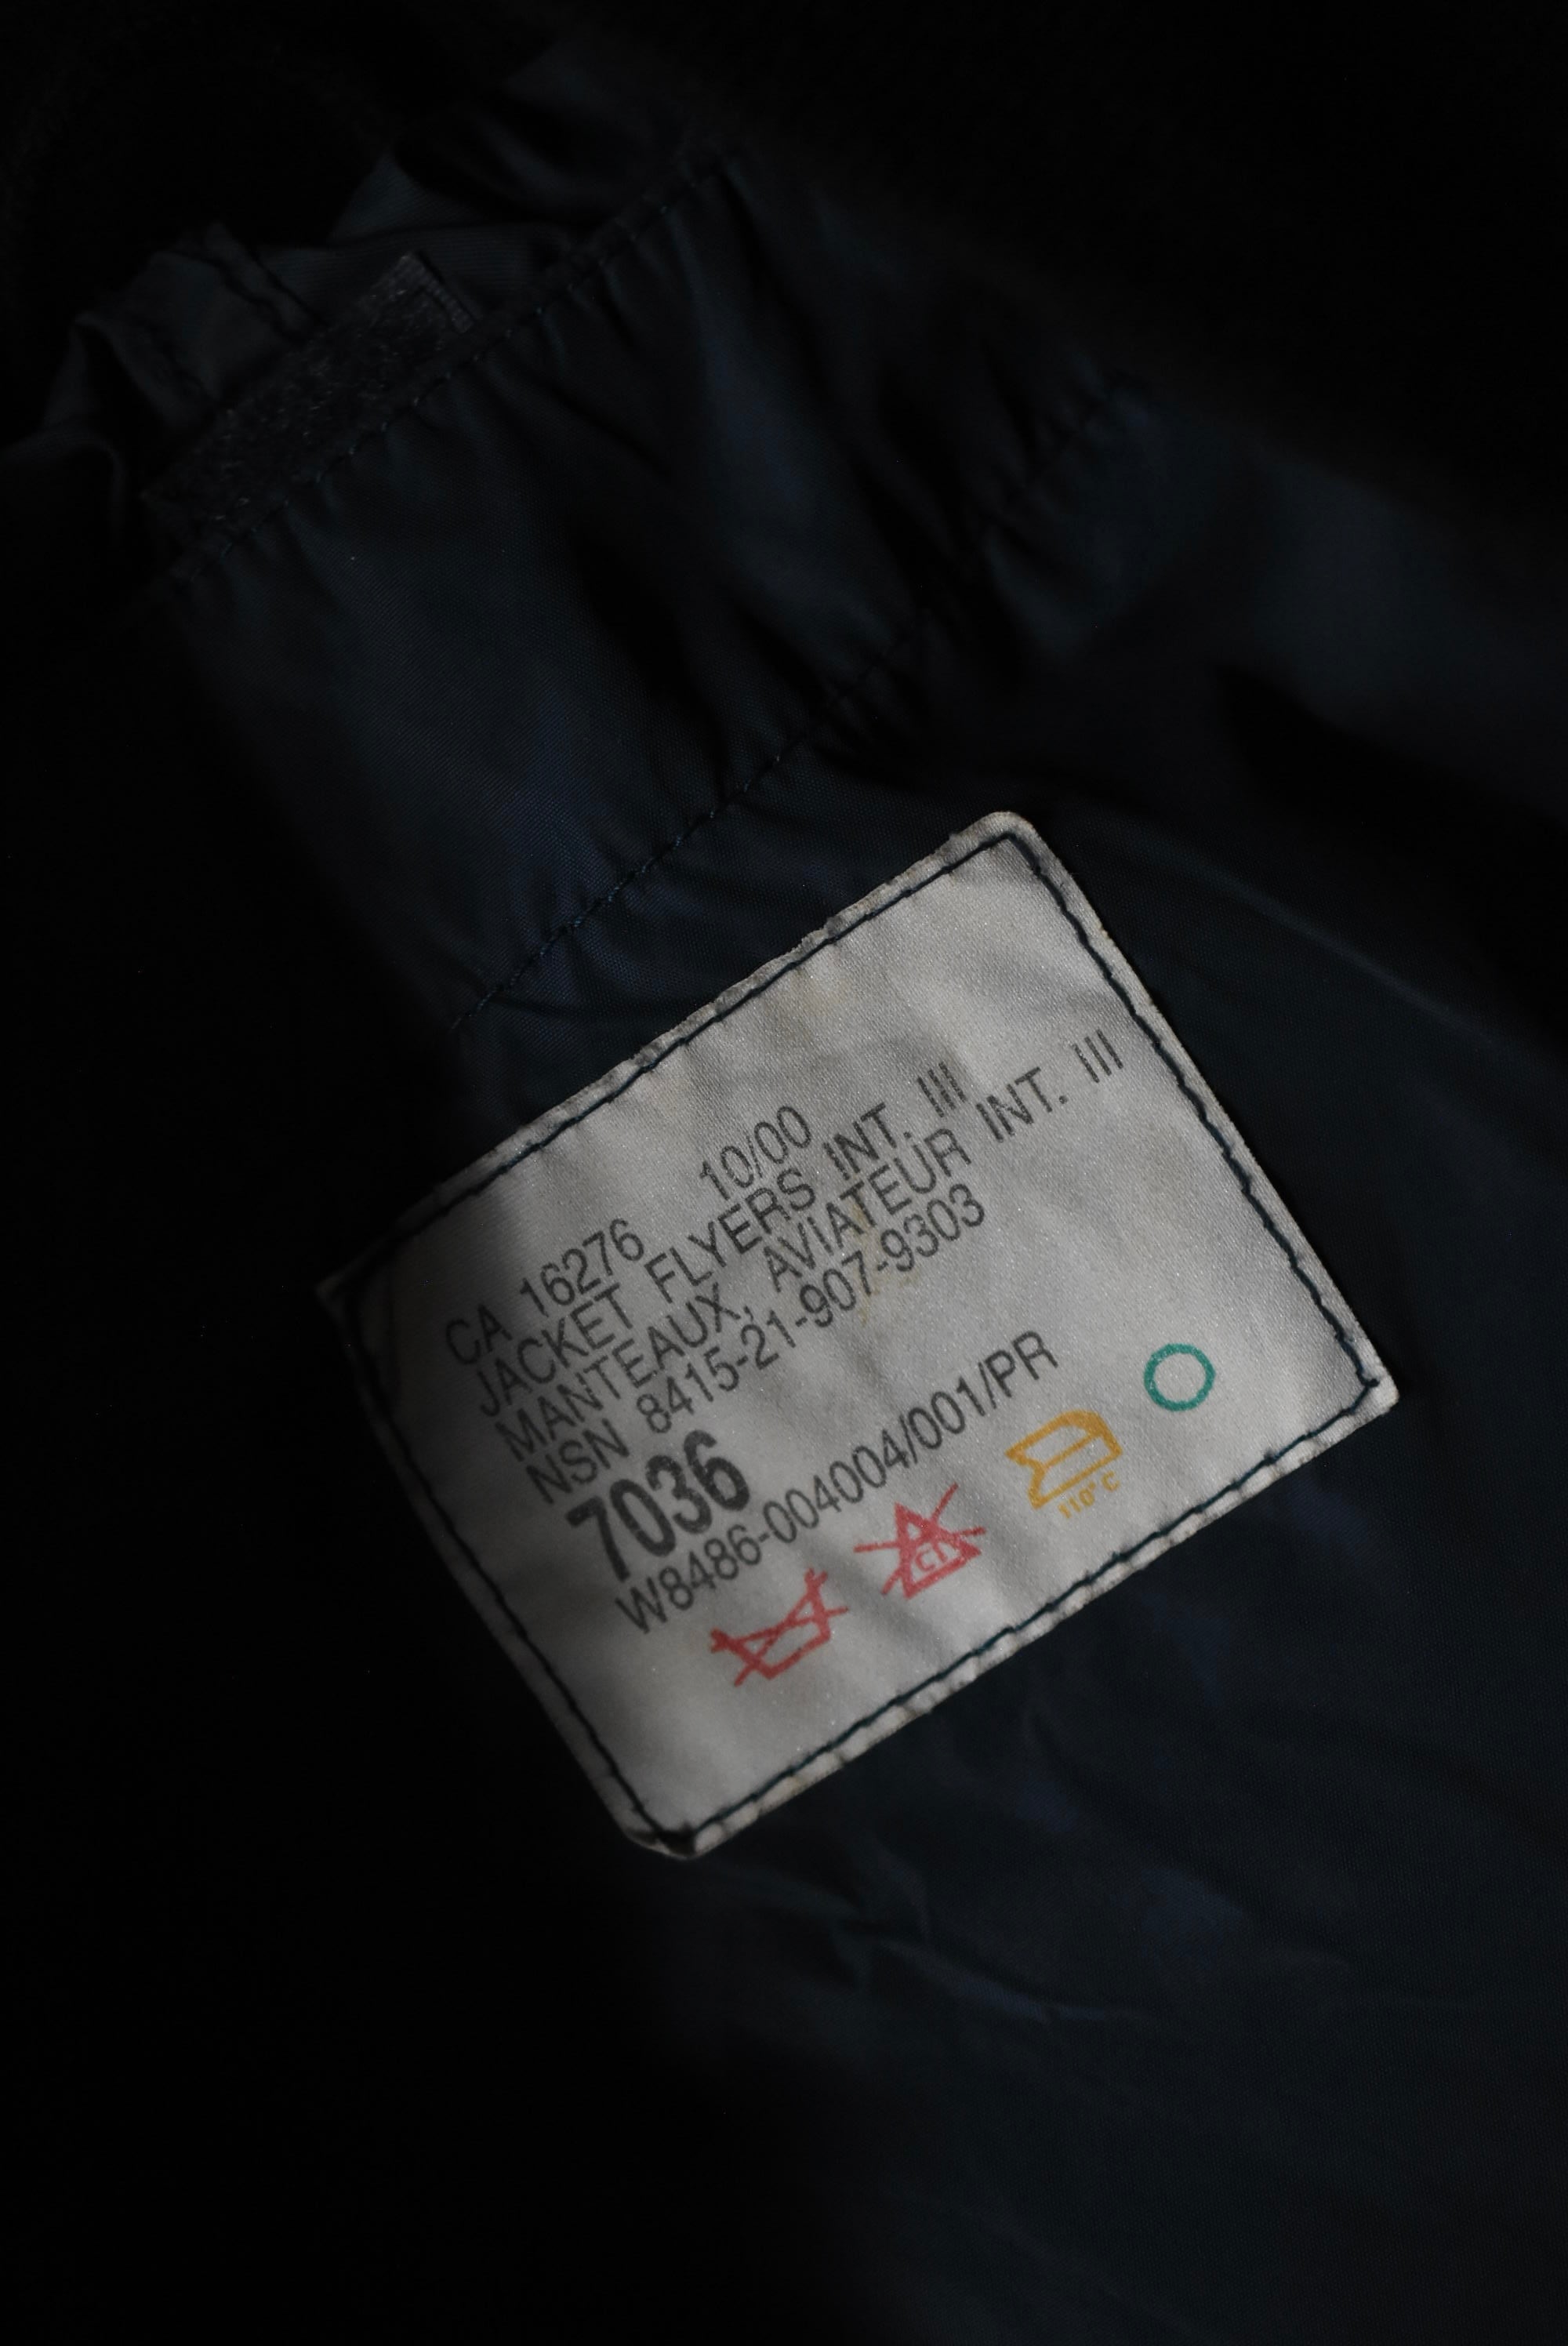 CA 16276 10/00
JACKET FLYERS INT. III
MANTEAUX, AVIATEUR INT. III
NSN 8415-21-907-9303
7036
W8486-004004/001/PR
CL
110°C